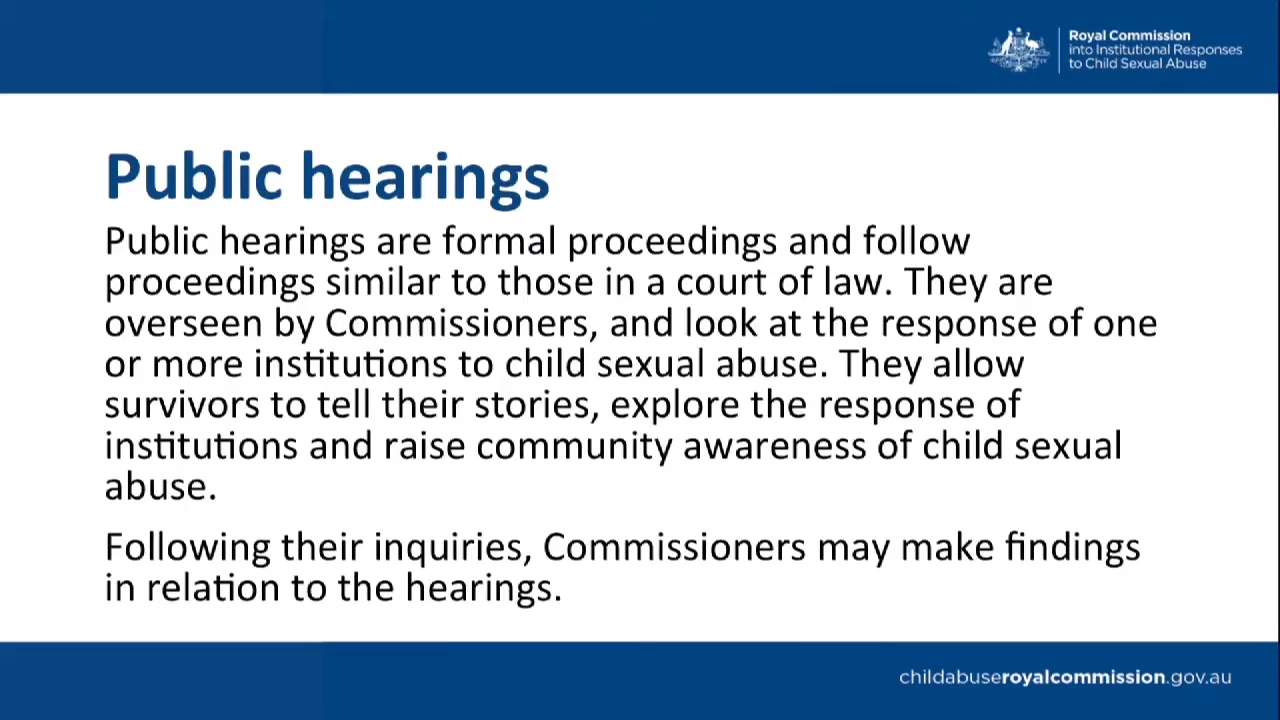 Royal Commission
into Institutional Responses
to Child Sexual Abuse
Public hearings
Public hearings are formal proceedings and follow
proceedings similar to those in a court of law. They are
overseen by Commissioners, and look at the response of one
or more institutions to child sexual abuse. They allow
survivors to tell their stories, explore the response of
institutions and raise community awareness of child sexual
abuse.
Following their inquiries, Commissioners may make findings
in relation to the hearings.
childabuseroyalcommission.gov.au